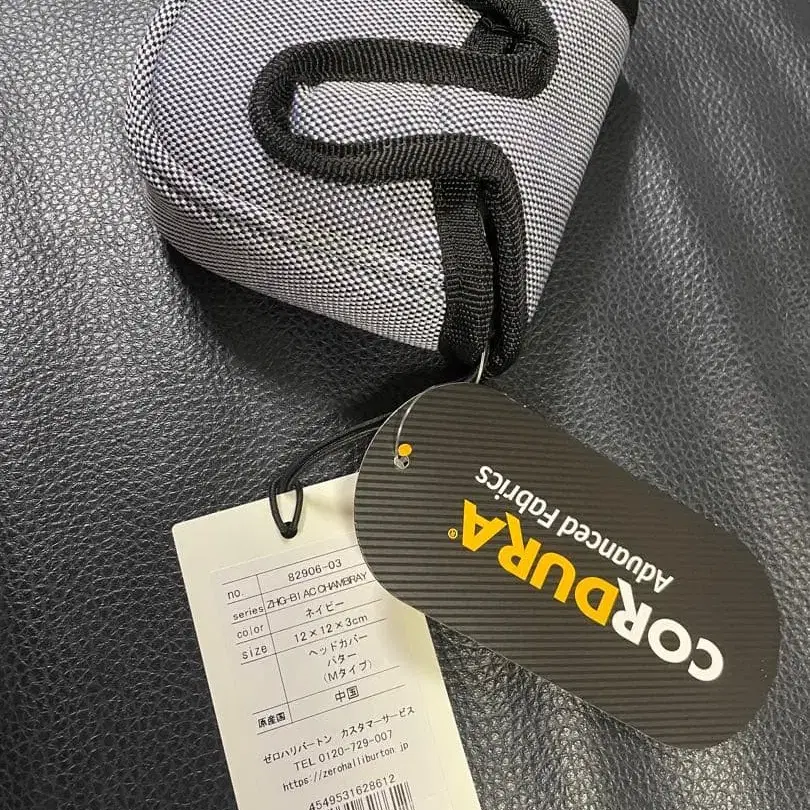 CORDURA®
Advanced Fabrics
no. 82906-03
series ZHG-B1 AC CHAMBRAY
color ネイビー
size 12×12×3cm
ヘッドカバー
パター
(Mタイプ)
原産国 中国
ゼロハリバートン カスタマーサービス
TEL 0120-729-007
https://zerohalliburton.jp
4549531628612